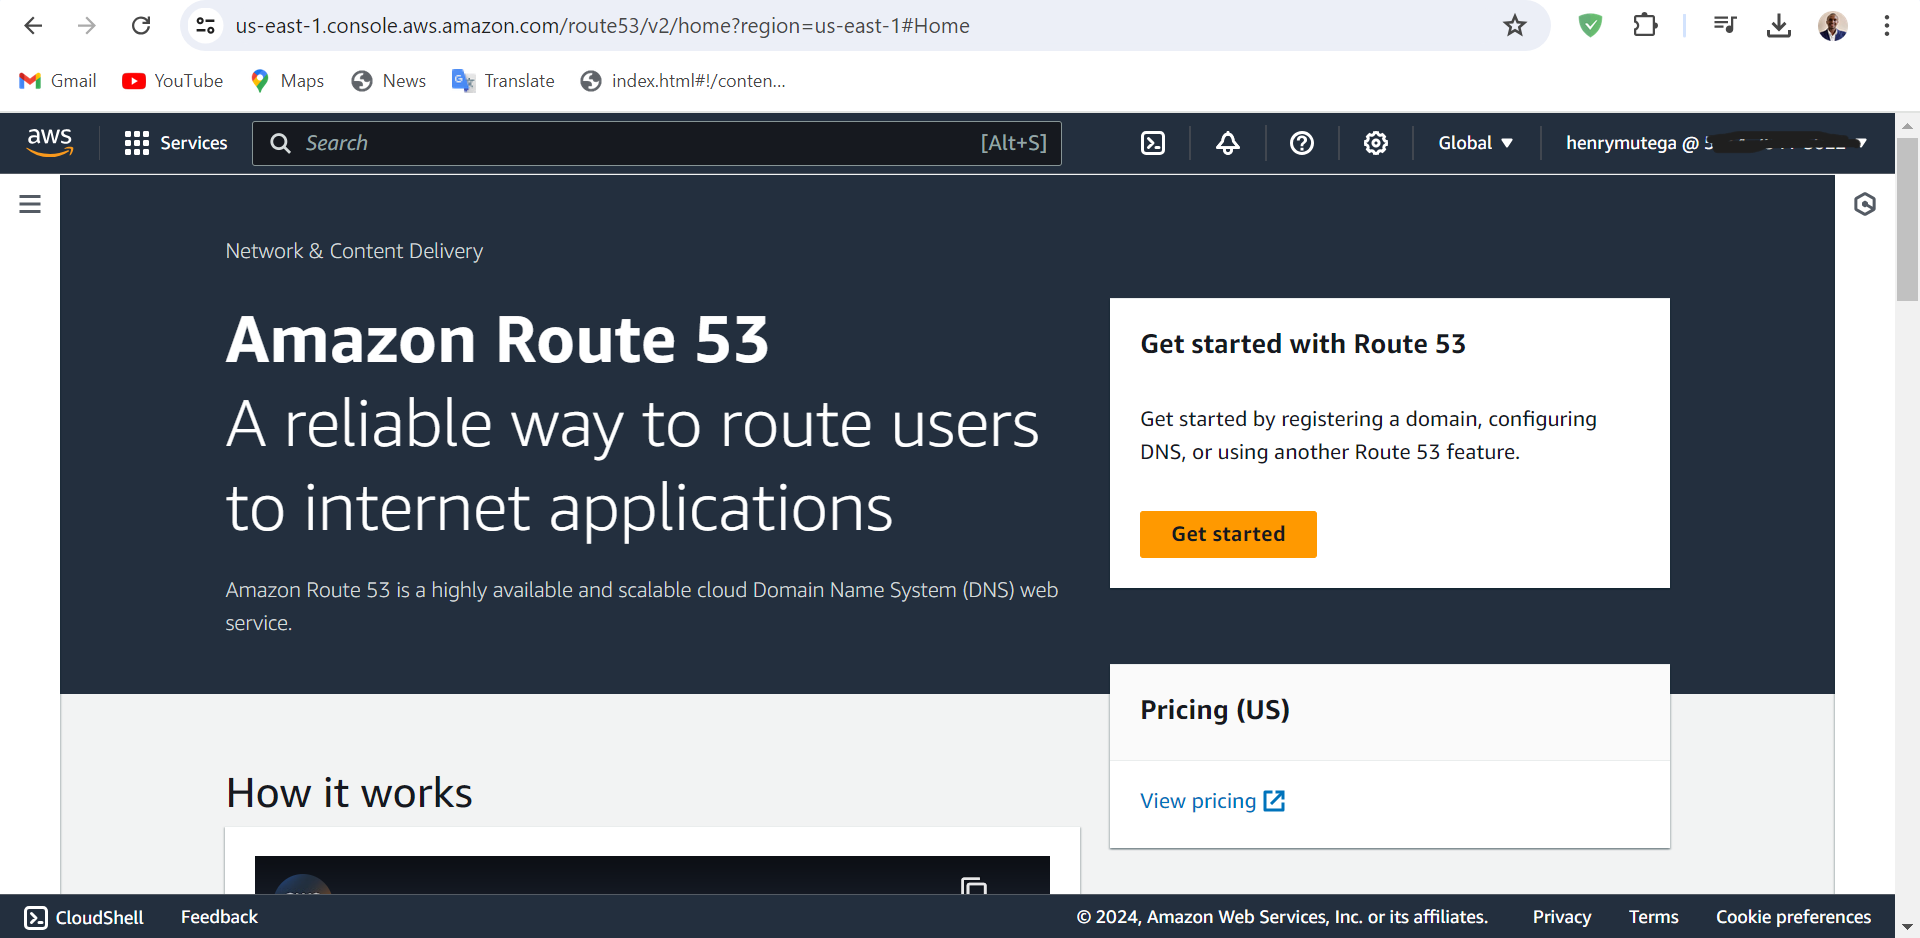 us-east-1.console.aws.amazon.com/route53/v2/home?region=us-east-1#Home
Gmail YouTube Maps News Translate index.html#!/conten...
aws Services Search [Alt+S] Global henrymutega @
Network & Content Delivery
Amazon Route 53
A reliable way to route users
to internet applications
Amazon Route 53 is a highly available and scalable cloud Domain Name System (DNS) web
service.
Get started with Route 53
Get started by registering a domain, configuring
DNS, or using another Route 53 feature.
Get started
Pricing (US)
View pricing
How it works
CloudShell Feedback © 2024, Amazon Web Services, Inc. or its affiliates. Privacy Terms Cookie preferences